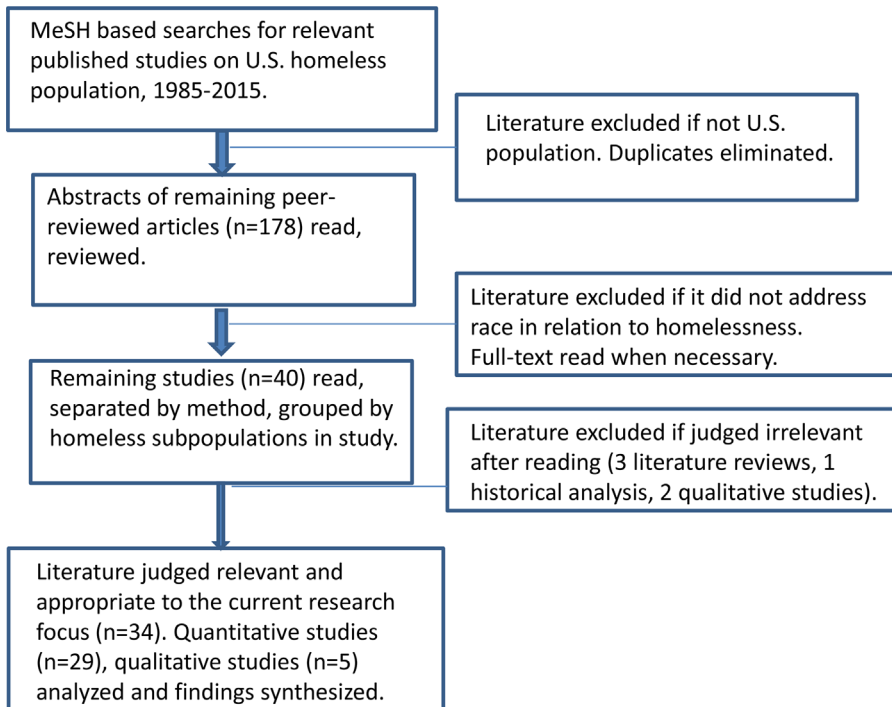 MeSH based searches for relevant
published studies on U.S. homeless
population, 1985-2015.
Literature excluded if not U.S.
population. Duplicates eliminated.
Abstracts of remaining peer-
reviewed articles (n=178) read,
reviewed.
Literature excluded if it did not address
race in relation to homelessness.
Full-text read when necessary.
Remaining studies (n=40) read,
separated by method, grouped by
homeless subpopulations in study.
Literature excluded if judged irrelevant
after reading (3 literature reviews, 1
historical analysis, 2 qualitative studies).
Literature judged relevant and
appropriate to the current research
focus (n=34). Quantitative studies
(n=29), qualitative studies (n=5)
analyzed and findings synthesized.